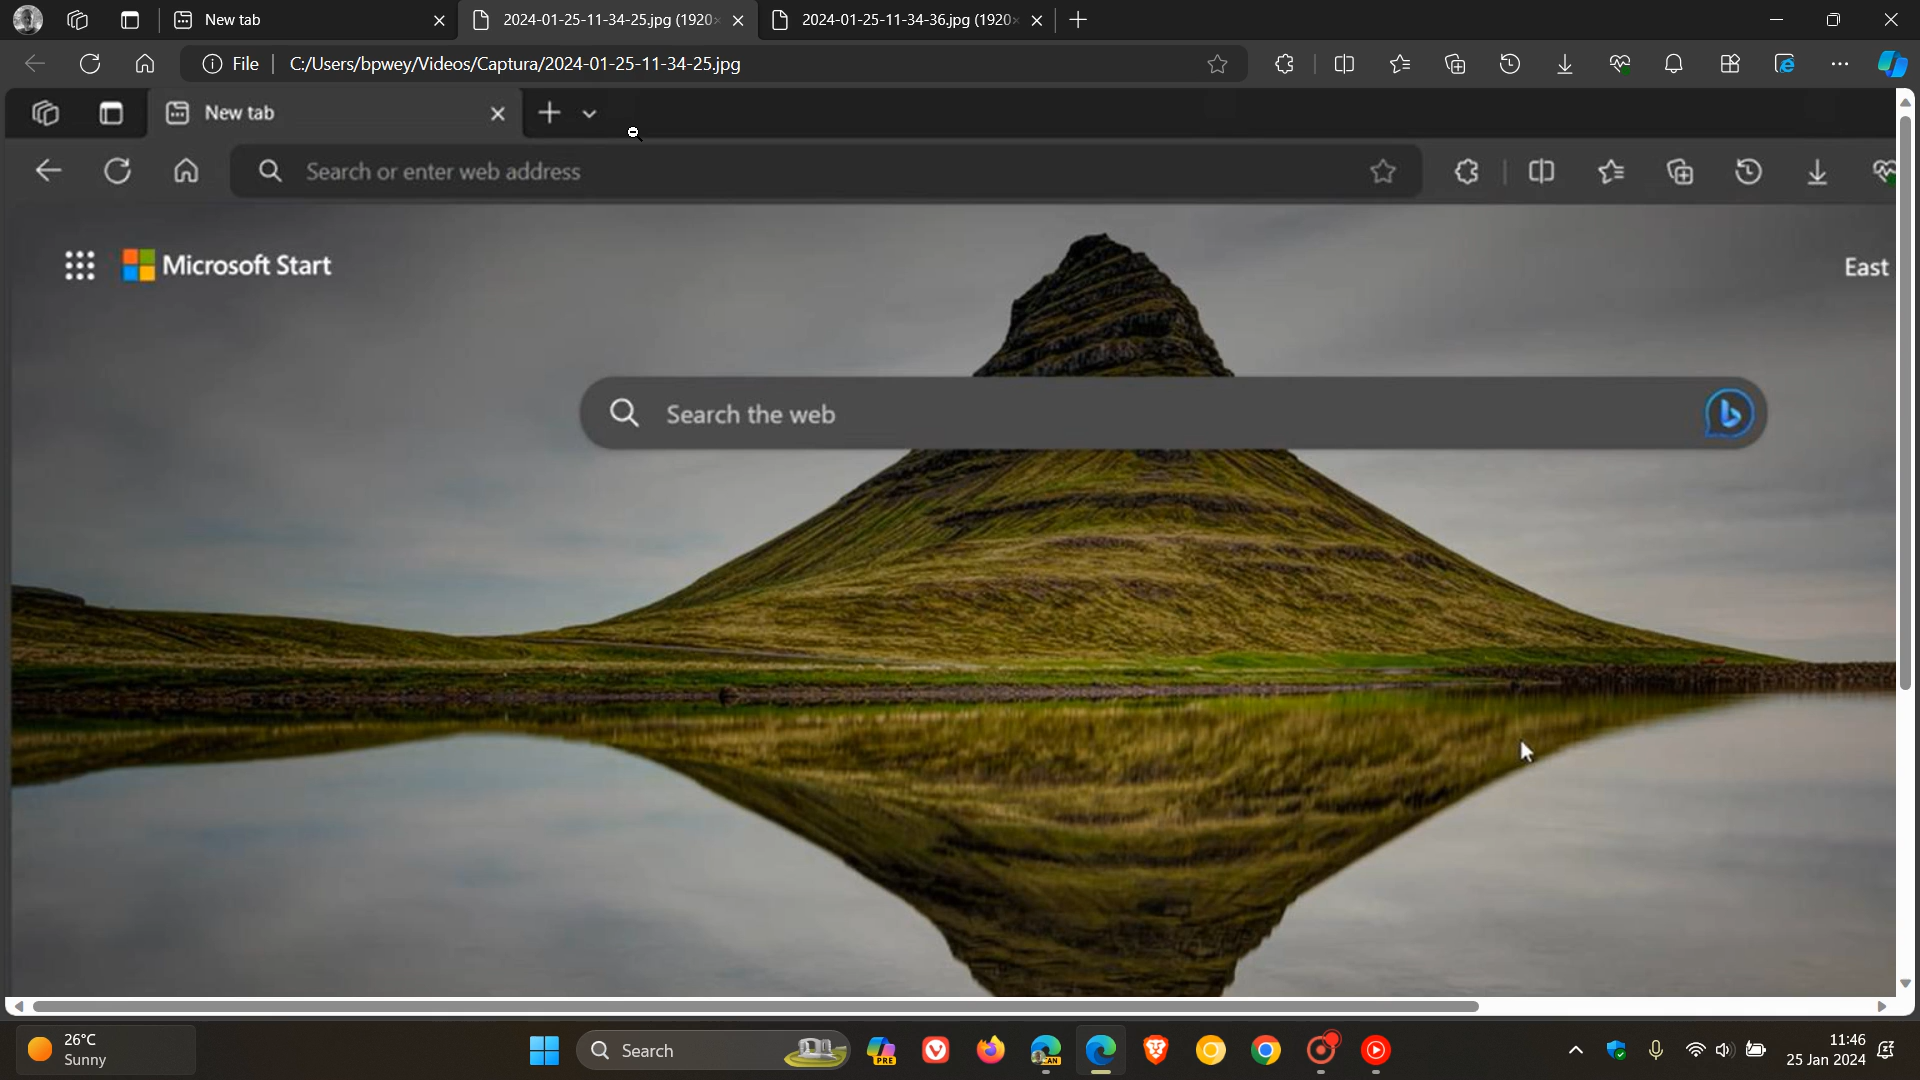 New tab
2024-01-25-11-34-25.jpg (1920
2024-01-25-11-34-36.jpg (1920
File
C:/Users/bpwey/Videos/Captura/2024-01-25-11-34-25.jpg
New tab
Search or enter web address
Microsoft Start
East
Search the web
26°C
Sunny
Search
PRE
CAN
11:46
25 Jan 2024